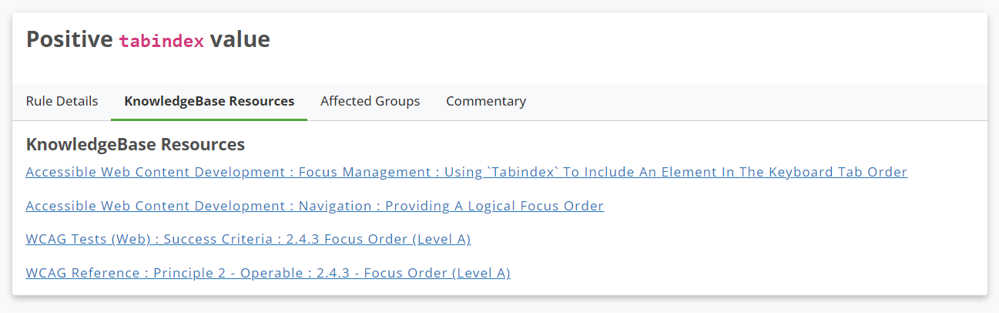 Positive tabindex value
Rule Details KnowledgeBase Resources Affected Groups Commentary
KnowledgeBase Resources
Accessible Web Content Development : Focus Management : Using `Tabindex` To Include An Element In The Keyboard Tab Order
Accessible Web Content Development : Navigation : Providing A Logical Focus Order
WCAG Tests (Web) : Success Criteria : 2.4.3 Focus Order (Level A)
WCAG Reference : Principle 2 - Operable : 2.4.3 - Focus Order (Level A)